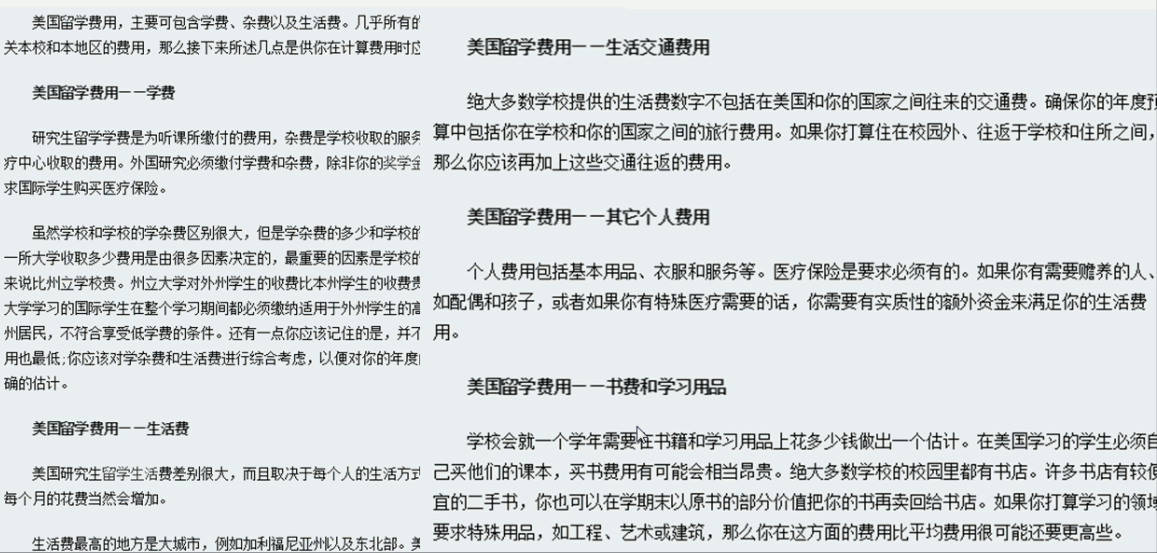 美国留学费用，主要可包含学费、杂费以及生活费。几乎所有的
关本校和本地区的费用，那么接下来所述几点是供你在计算费用时应
美国留学费用——学费
研究生留学学费是为听课所缴付的费用，杂费是学校收取的服务
疗中心收取的费用。外国研究必须缴付学费和杂费，除非你的奖学金
求国际学生购买医疗保险。
虽然学校和学校的学杂费区别很大，但是学杂费的多少和学校的
一所大学收取多少费用是由很多因素决定的，最重要的因素是学校的
来说比州立学校贵。州立大学对外州学生的收费比本州学生的收费贵
大学学习的国际学生在整个学习期间都必须缴纳适用于外州学生的高
州居民，不符合享受低学费的条件。还有一点你应该记住的是，并不
用也最低;你应该对学杂费和生活费进行综合考虑，以便对你的年度
确的估计。
美国留学费用——生活费
美国研究生留学生活费差别很大，而且取决于每个人的生活方式
每个月的花费当然会增加。
生活费最高的地方是大城市，例如加利福尼亚州以及东北部。美
美国留学费用——生活交通费用
绝大多数学校提供的生活费数字不包括在美国和你的国家之间往来的交通费。确保你的年度预
算中包括你在学校和你的国家之间的旅行费用。如果你打算住在校园外、往返于学校和住所之间，
那么你应该再加上这些交通往返的费用。
美国留学费用——其它个人费用
个人费用包括基本用品、衣服和服务等。医疗保险是要求必须有的。如果你有需要赡养的人、
如配偶和孩子，或者如果你有特殊医疗需要的话，你需要有实质性的额外资金来满足你的生活费
用。
美国留学费用——书费和学习用品
学校会就一个学年需要在书籍和学习用品上花多少钱做出一个估计。在美国学习的学生必须自
己买他们的课本，买书费用有可能会相当昂贵。绝大多数学校的校园里都有书店。许多书店有较便
宜的二手书，你也可以在学期末以原书的部分价值把你的书再卖回给书店。如果你打算学习的领域
要求特殊用品，如工程、艺术或建筑，那么你在这方面的费用比平均费用很可能还要更高些。